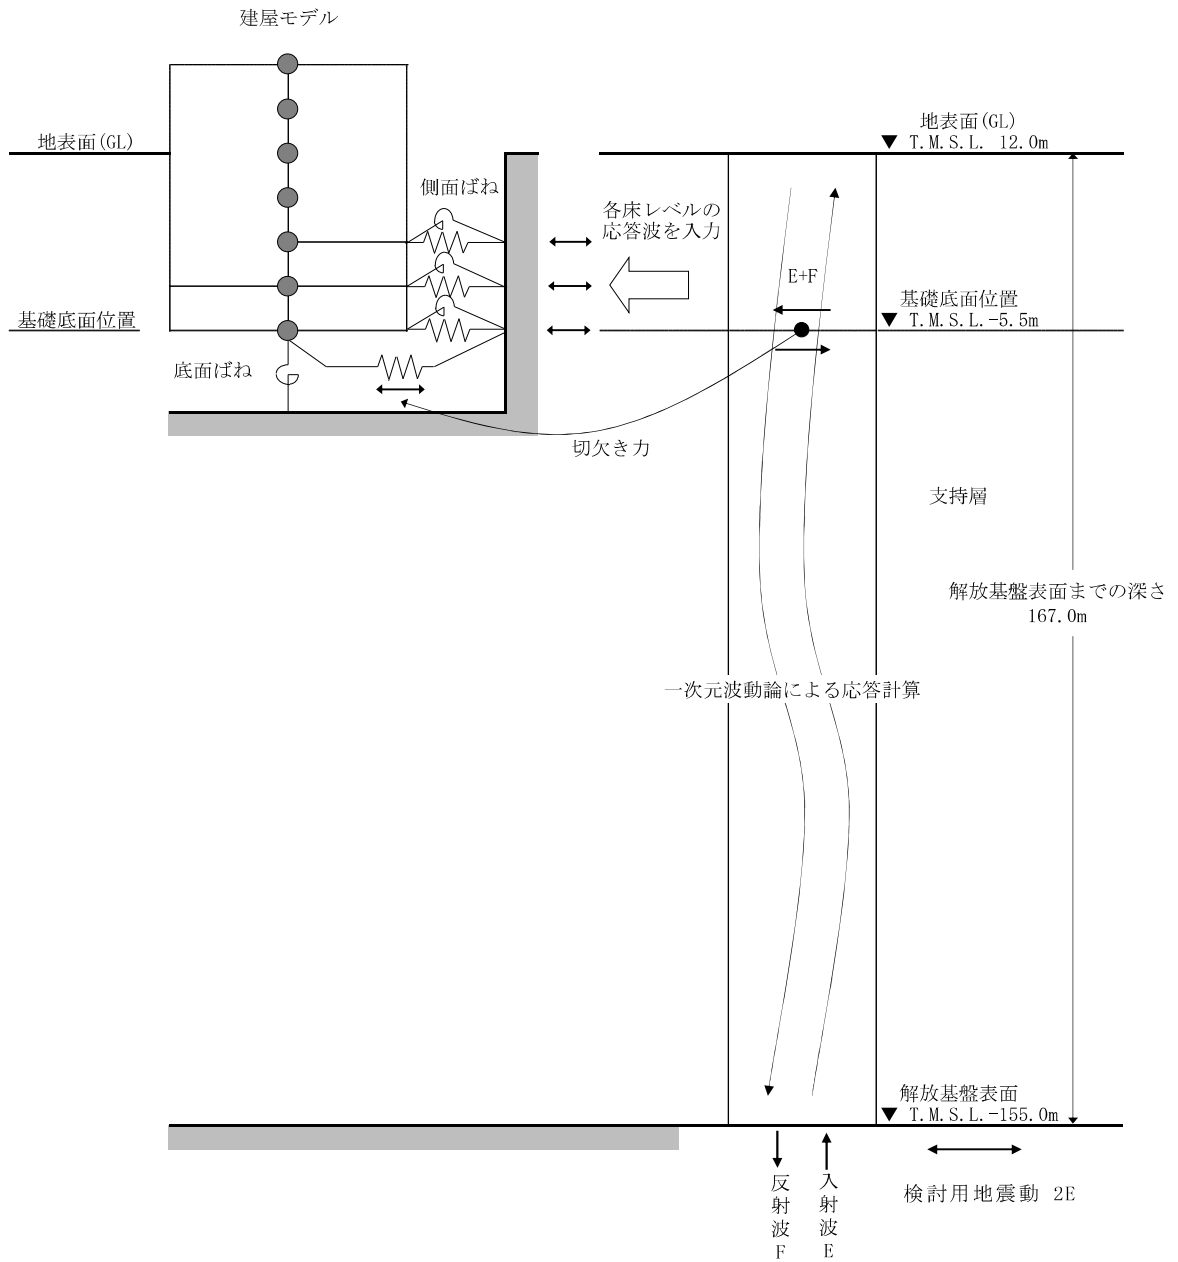 建屋モデル
地表面(GL)
側面ばね
基礎底面位置
底面ばね
各床レベルの
応答波を入力
切欠き力
地表面(GL)
▼ T.M.S.L. 12.0m
E+F
基礎底面位置
▼ T.M.S.L.-5.5m
支持層
解放基盤表面までの深さ
167.0m
一次元波動論による応答計算
解放基盤表面
▼ T.M.S.L.-155.0m
反射波F
入射波E
検討用地震動 2E